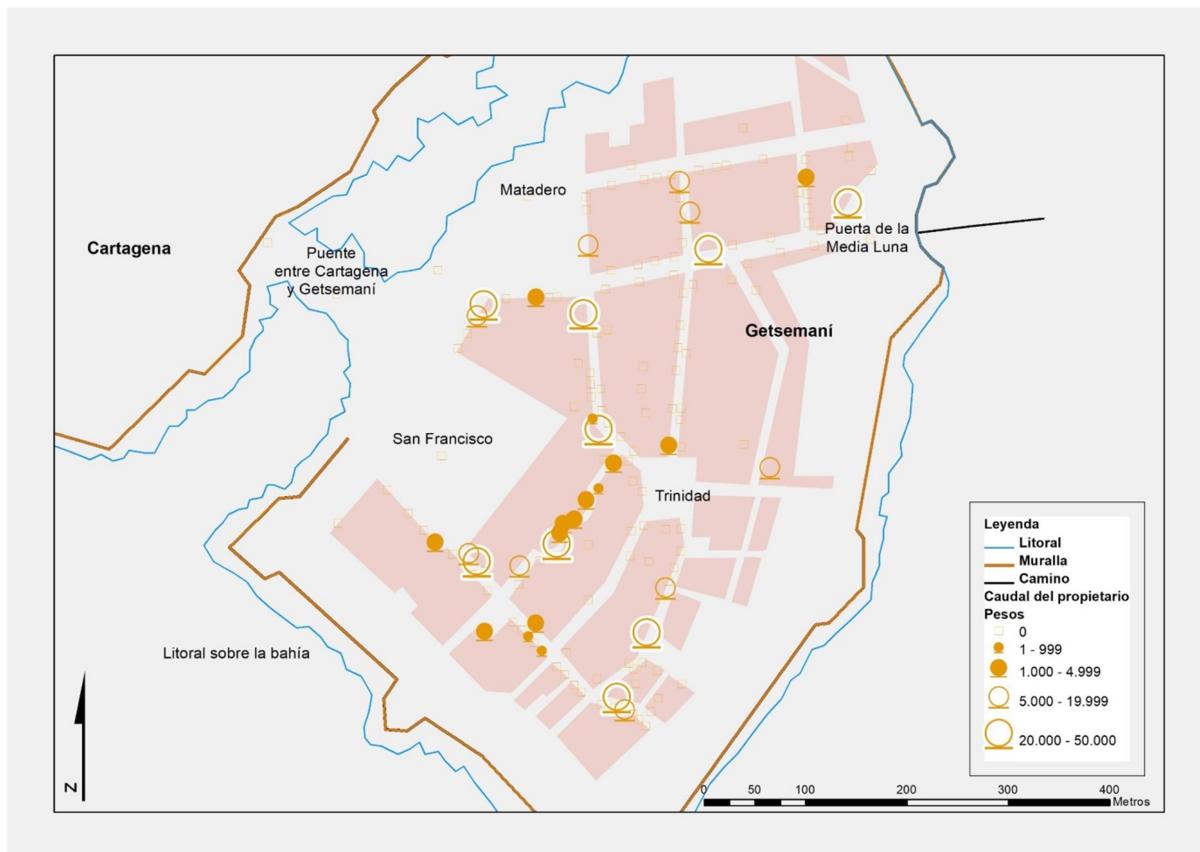 Matadero
Cartagena
Puente
entre Cartagena
y Getsemaní
Puerta de la
Media Luna
Getsemaní
San Francisco
Trinidad
Litoral sobre la bahía
Leyenda
Litoral
Muralla
Camino
Caudal del propietario
Pesos
0
1 - 999
1.000 - 4.999
5.000 - 19.999
20.000 - 50.000
N
0 50 100 200 300 400
Metros